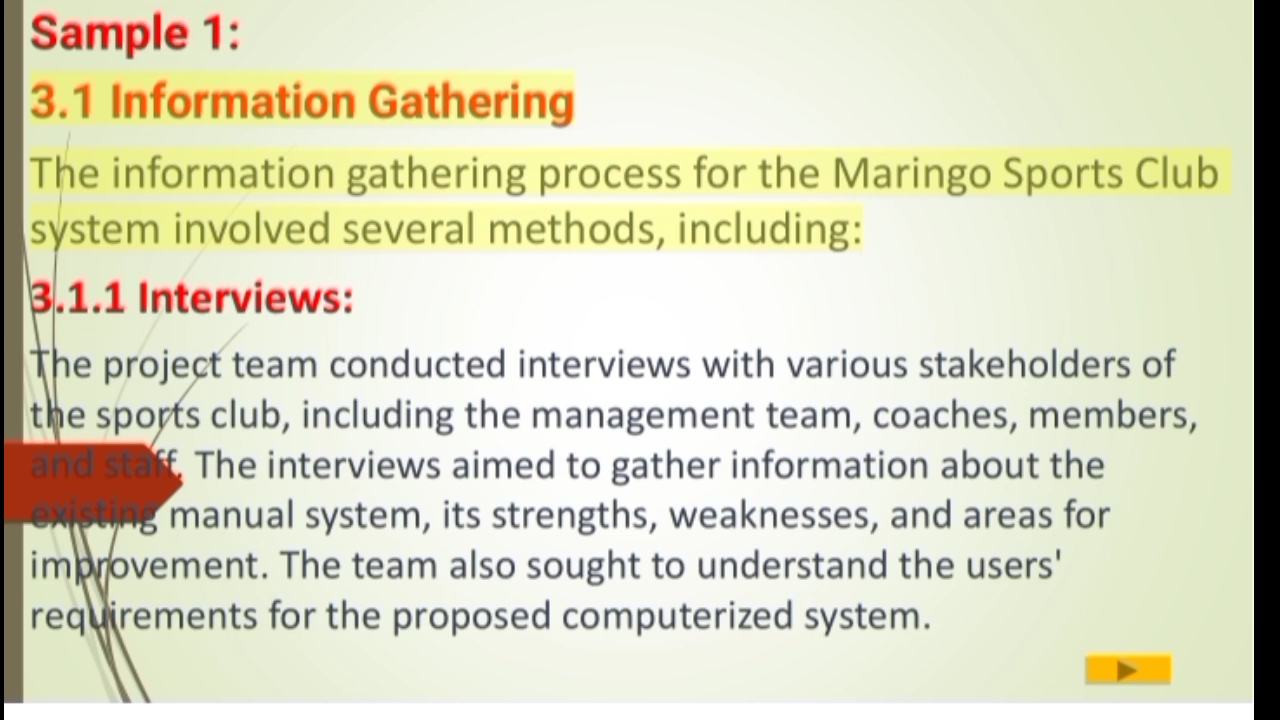 Sample 1:
3.1 Information Gathering
The information gathering process for the Maringo Sports Club
system involved several methods, including:
3.1.1 Interviews:
The project team conducted interviews with various stakeholders of
the sports club, including the management team, coaches, members,
and staff. The interviews aimed to gather information about the
existing manual system, its strengths, weaknesses, and areas for
improvement. The team also sought to understand the users'
requirements for the proposed computerized system.